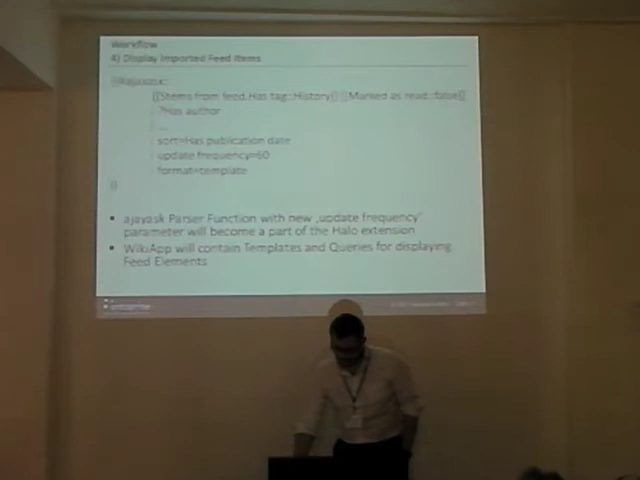 Workflow
4) Display Imported Feed Items
{{#ajaxask:
[[Stems from feed.Has tag::History]] [[Marked as read::false]]
?Has author
...
sort=Has publication date
update frequency=60
format=template
}}
• ajayask Parser Function with new „update frequency'
parameter will become a part of the Halo extension
• WikiApp will contain Templates and Queries for displaying
Feed Elements